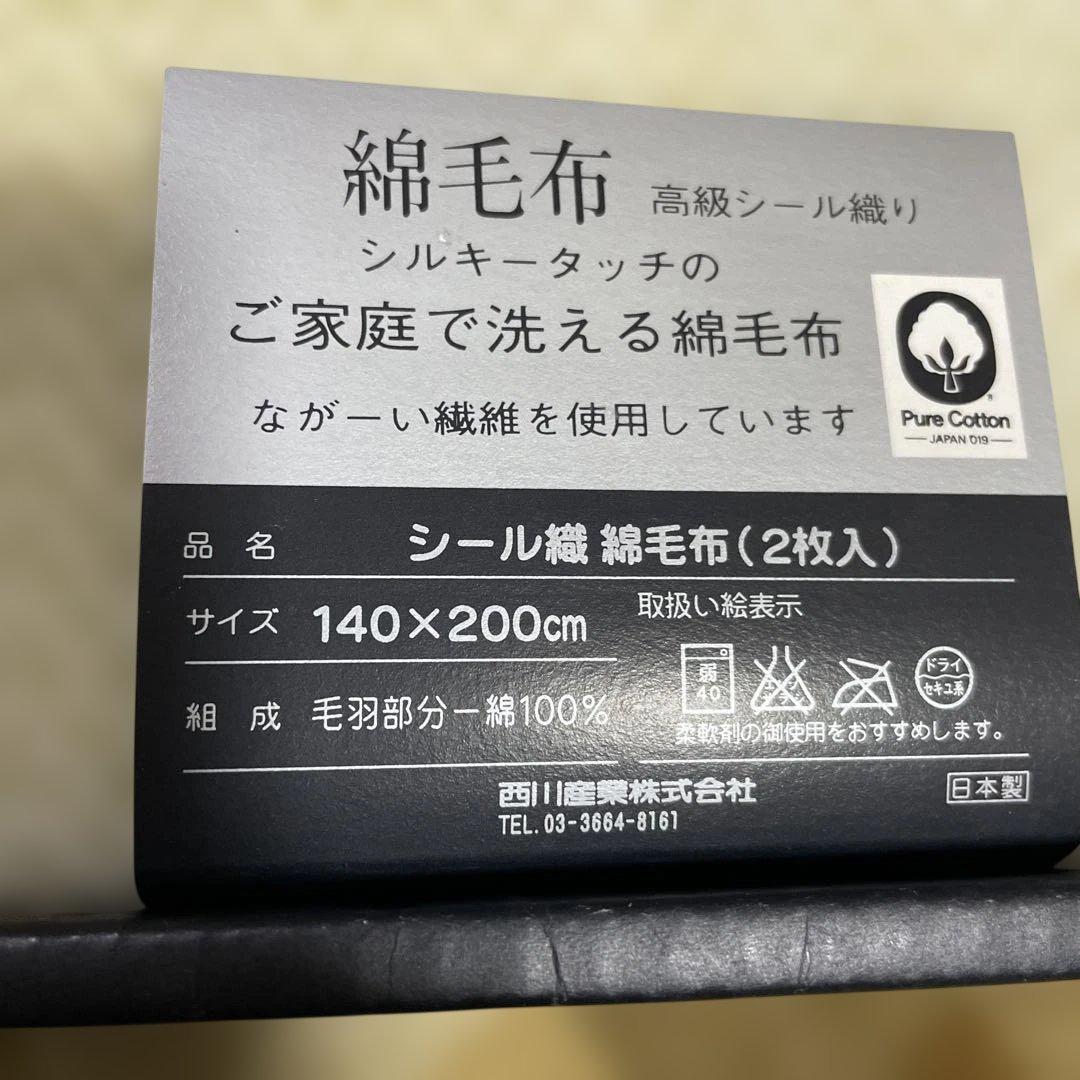 綿毛布 高級シール織り
シルキータッチの
ご家庭で洗える綿毛布
ながーい繊維を使用しています
Pure Cotton
JAPAN 019
品名 シール織 綿毛布(2枚入)
サイズ 140×200cm
取扱い絵表示
弱
40
ドライ
セキユ系
組成 毛羽部分ー綿100%
柔軟剤の御使用をおすすめします。
西川産業株式会社
TEL. 03-3664-8161
日本製